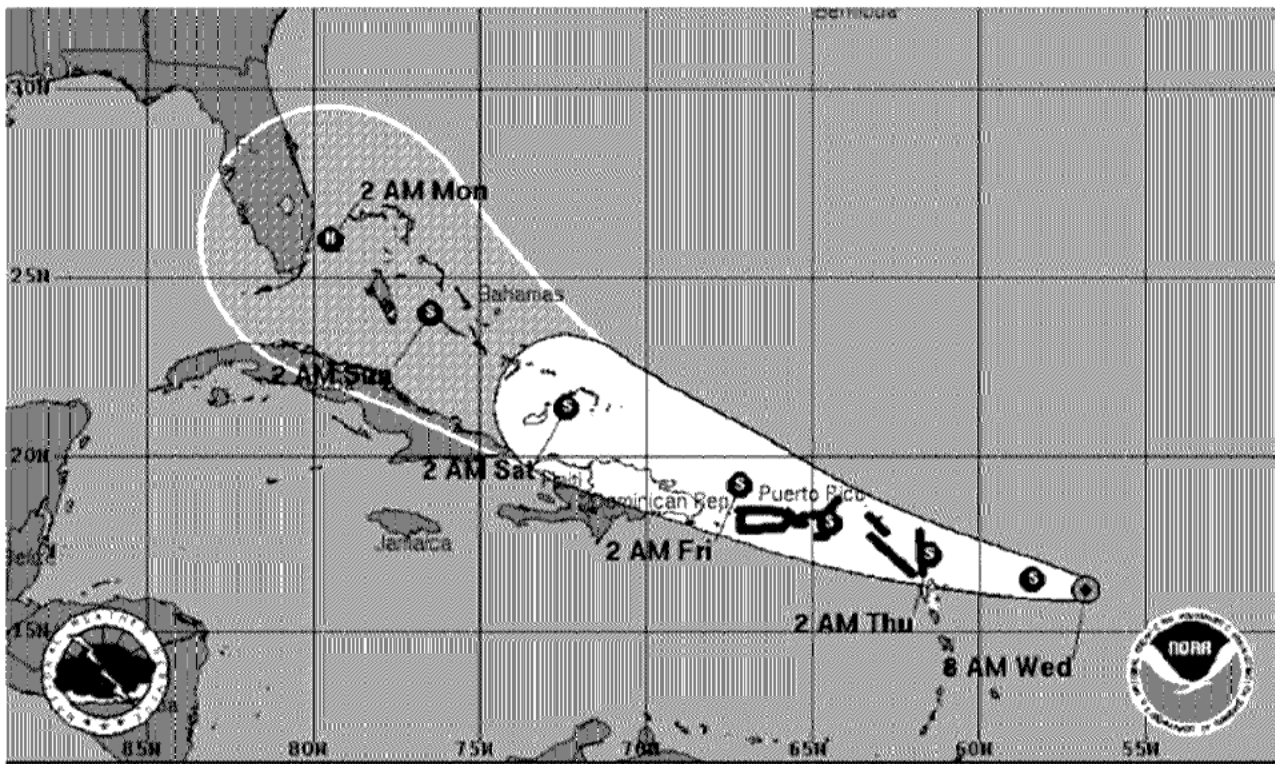 Bermuda
30N
2 AM Mon
H
25N
Bahamas
S
2 AM Sun
S
20N
2 AM Sat
Haiti
Dominican Rep
S
Puerto Rico
S
Jamaica
2 AM Fri
S
S
Belize
2 AM Thu
15N
8 AM Wed
NOAA
85W
80W
75W
70W
65W
60W
55W